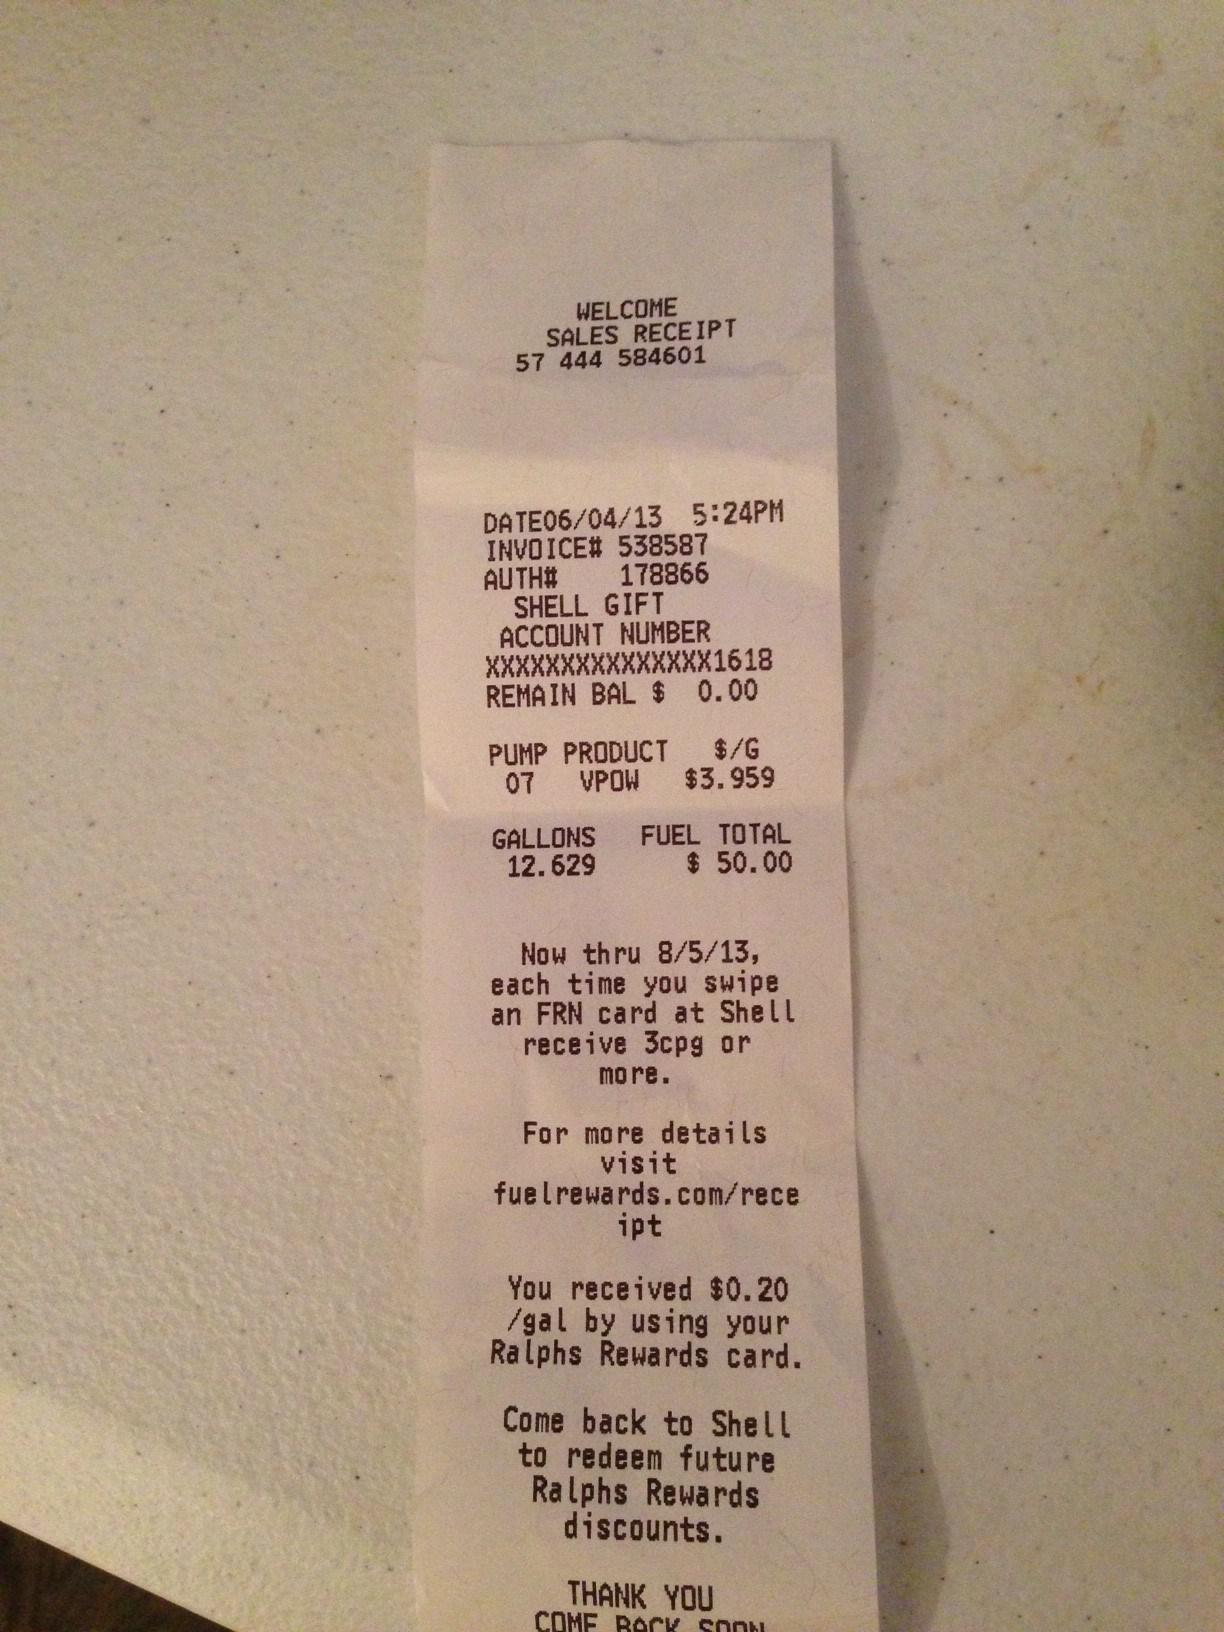 WELCOME
SALES RECEIPT
57 444 584601
DATE06/04/13 5:24PM
INVOICE# 538587
AUTH# 178866
SHELL GIFT
ACCOUNT NUMBER
XXXXXXXXXXXXXXX1618
REMAIN BAL $ 0.00
PUMP PRODUCT $/G
07 VPOW $3.959
GALLONS FUEL TOTAL
12.629 $ 50.00
Now thru 8/5/13,
each time you swipe
an FRN card at Shell
receive 3cpg or
more.
For more details
visit
fuelrewards.com/rece
ipt
You received $0.20
/gal by using your
Ralphs Rewards card.
Come back to Shell
to redeem future
Ralphs Rewards
discounts.
THANK YOU
COME BACK SOON